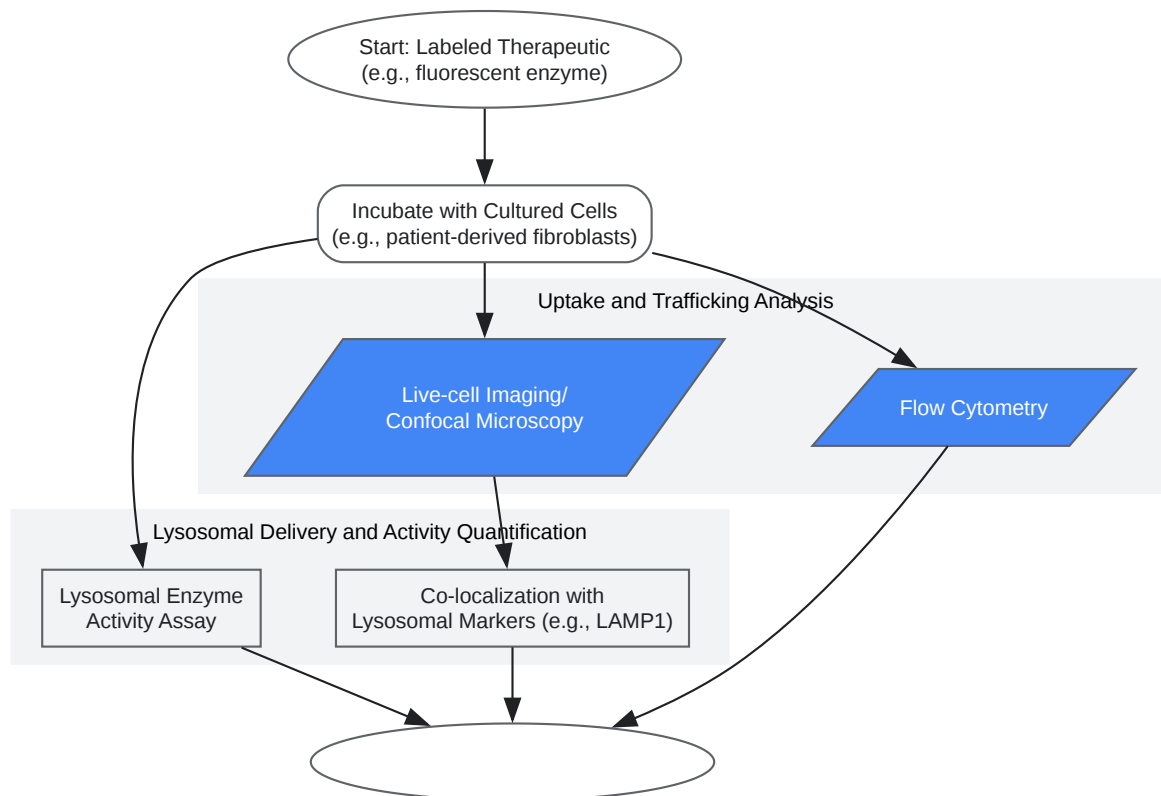 Start: Labeled Therapeutic
(e.g., fluorescent enzyme)
Incubate with Cultured Cells
(e.g., patient-derived fibroblasts)
Uptake and Trafficking Analysis
Live-cell Imaging/
Confocal Microscopy
Flow Cytometry
Lysosomal Delivery and Activity Quantification
Lysosomal Enzyme
Activity Assay
Co-localization with
Lysosomal Markers (e.g., LAMP1)